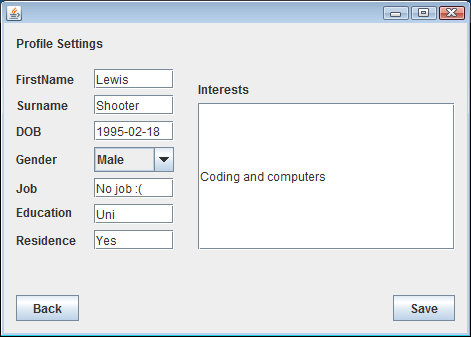 Profile Settings
FirstName Lewis
Surname Shooter
DOB 1995-02-18
Gender Male
Job No job :(
Education Uni
Residence Yes
Interests
Coding and computers
Back Save